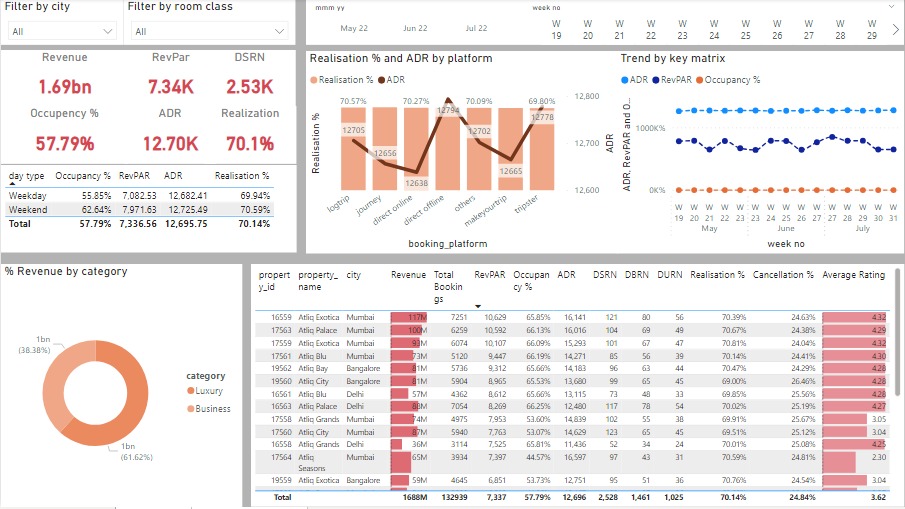 Filter by city
All
Filter by room class
All
mmm yy
May 22 Jun 22 Jul 22
week no
W 19 W 20 W 21 W 22 W 23 W 24 W 25 W 26 W 27 W 28 W 29
Revenue RevPar DSRN
1.69bn 7.34K 2.53K
Occupancy % ADR Realization
57.79% 12.70K 70.1%
day type Occupancy % RevPAR ADR Realisation %
Weekday 55.85% 7,082.53 12,682.41 69.94%
Weekend 62.64% 7,971.63 12,725.49 70.59%
Total 57.79% 7,336.56 12,695.75 70.14%
Realisation % and ADR by platform
Realisation % ADR
70.57% 70.27% 70.09% 69.80%
12705 12656 12638 12794 12702 12665 12778
12,800
12,700
12,600
Realisation %
ADR
logtrip journey direct online direct offline others makeyourtrip tripster
booking_platform
Trend by key matrix
ADR RevPAR Occupancy %
ADR, RevPAR and O...
1000K%
0K%
W 19 W 20 W 21 W 22 W 23 W 24 W 25 W 26 W 27 W 27 W 28 W 29 W 30 W 31
May June July
week no
% Revenue by category
1bn
(38.38%)
1bn
(61.62%)
category
Luxury
Business
property_id property_name city Revenue Total Bookings RevPAR Occupancy % ADR DSRN DBRN DURN Realisation % Cancellation % Average Rating
16559 Atliq Exotica Mumbai 117M 7251 10,629 65.85% 16,141 121 80 56 70.39% 24.63% 4.32
17563 Atliq Palace Mumbai 100M 6259 10,592 66.13% 16,016 104 69 49 70.67% 24.38% 4.29
17559 Atliq Exotica Mumbai 93M 6074 10,107 66.09% 15,293 101 67 47 70.81% 24.04% 4.32
17561 Atliq Blu Mumbai 73M 5120 9,447 66.19% 14,271 85 56 39 70.14% 24.41% 4.30
19562 Atliq Bay Bangalore 81M 5736 9,312 65.66% 14,183 96 63 44 70.47% 24.29% 4.28
19560 Atliq City Bangalore 81M 5904 8,965 65.53% 13,680 99 65 45 69.00% 26.46% 4.28
16561 Atliq Blu Delhi 57M 4362 8,612 65.66% 13,115 73 48 33 69.85% 25.56% 4.28
16563 Atliq Palace Delhi 88M 7054 8,269 66.25% 12,480 117 78 54 70.02% 25.19% 4.27
17558 Atliq Grands Mumbai 74M 4975 7,953 53.60% 14,839 102 55 38 69.91% 25.67% 3.05
17560 Atliq City Mumbai 87M 5940 7,763 53.07% 14,629 123 65 45 69.51% 25.12% 3.04
16558 Atliq Grands Delhi 36M 3114 7,525 65.81% 11,436 52 34 24 70.01% 25.08% 4.25
17564 Atliq Seasons Mumbai 65M 3934 7,397 44.57% 16,597 97 43 31 70.59% 24.81% 2.30
19559 Atliq Exotica Bangalore 59M 4645 6,851 53.73% 12,751 95 51 36 70.76% 24.54% 3.04
Total 1688M 132939 7,337 57.79% 12,696 2,528 1,461 1,025 70.14% 24.84% 3.62